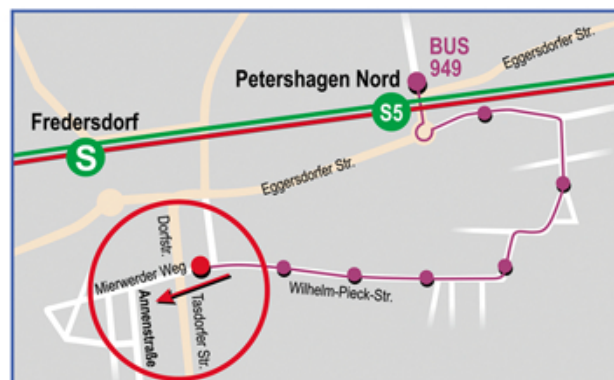 BUS
949
Eggersdorfer Str.
Petershagen Nord
S5
Fredersdorf
S
Eggersdorfer Str.
Dorfstr.
Mierwerder Weg
Annenstraße
Tasdorfer Str.
Wilhelm-Pieck-Str.